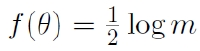 f(θ) = ½ log m